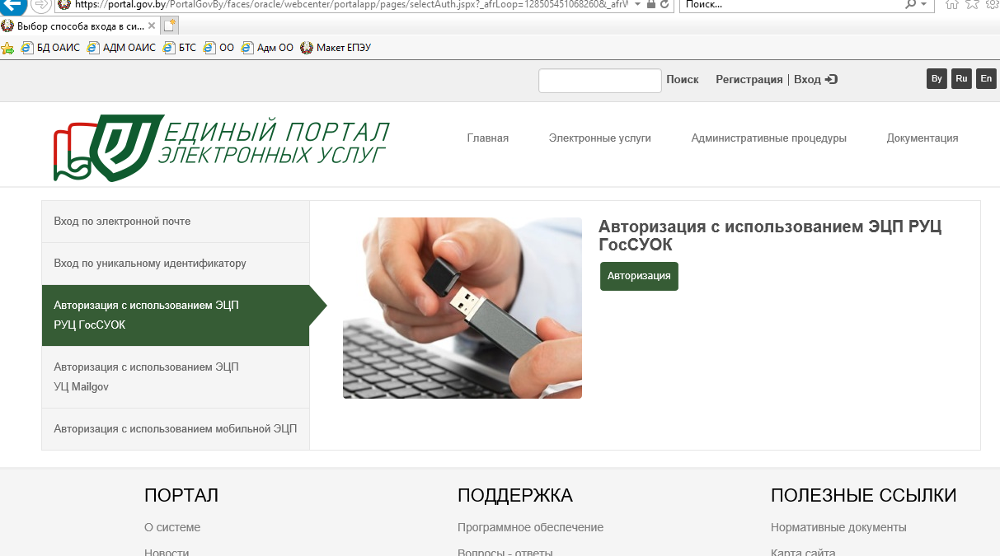 https://portal.gov.by/PortalGovBy/faces/oracle/webcenter/portalapp/pages/selectAuth.jspx?_afrLoop=128505451068260&_afrW
Поиск...
Выбор способа входа в си...
БД ОАИС
АДМ ОАИС
БТС
ОО
Адм ОО
Макет ЕПЭУ
Поиск
Регистрация | Вход
By
Ru
En
ЕДИНЫЙ ПОРТАЛ
ЭЛЕКТРОННЫХ УСЛУГ
Главная
Электронные услуги
Административные процедуры
Документация
Вход по электронной почте
Вход по уникальному идентификатору
Авторизация с использованием ЭЦП
РУЦ ГосСУОК
Авторизация с использованием ЭЦП
УЦ Mailgov
Авторизация с использованием мобильной ЭЦП
Авторизация с использованием ЭЦП РУЦ
ГосСУОК
Авторизация
ПОРТАЛ
О системе
Новости
ПОДДЕРЖКА
Программное обеспечение
Вопросы - ответы
ПОЛЕЗНЫЕ ССЫЛКИ
Нормативные документы
Карта сайта